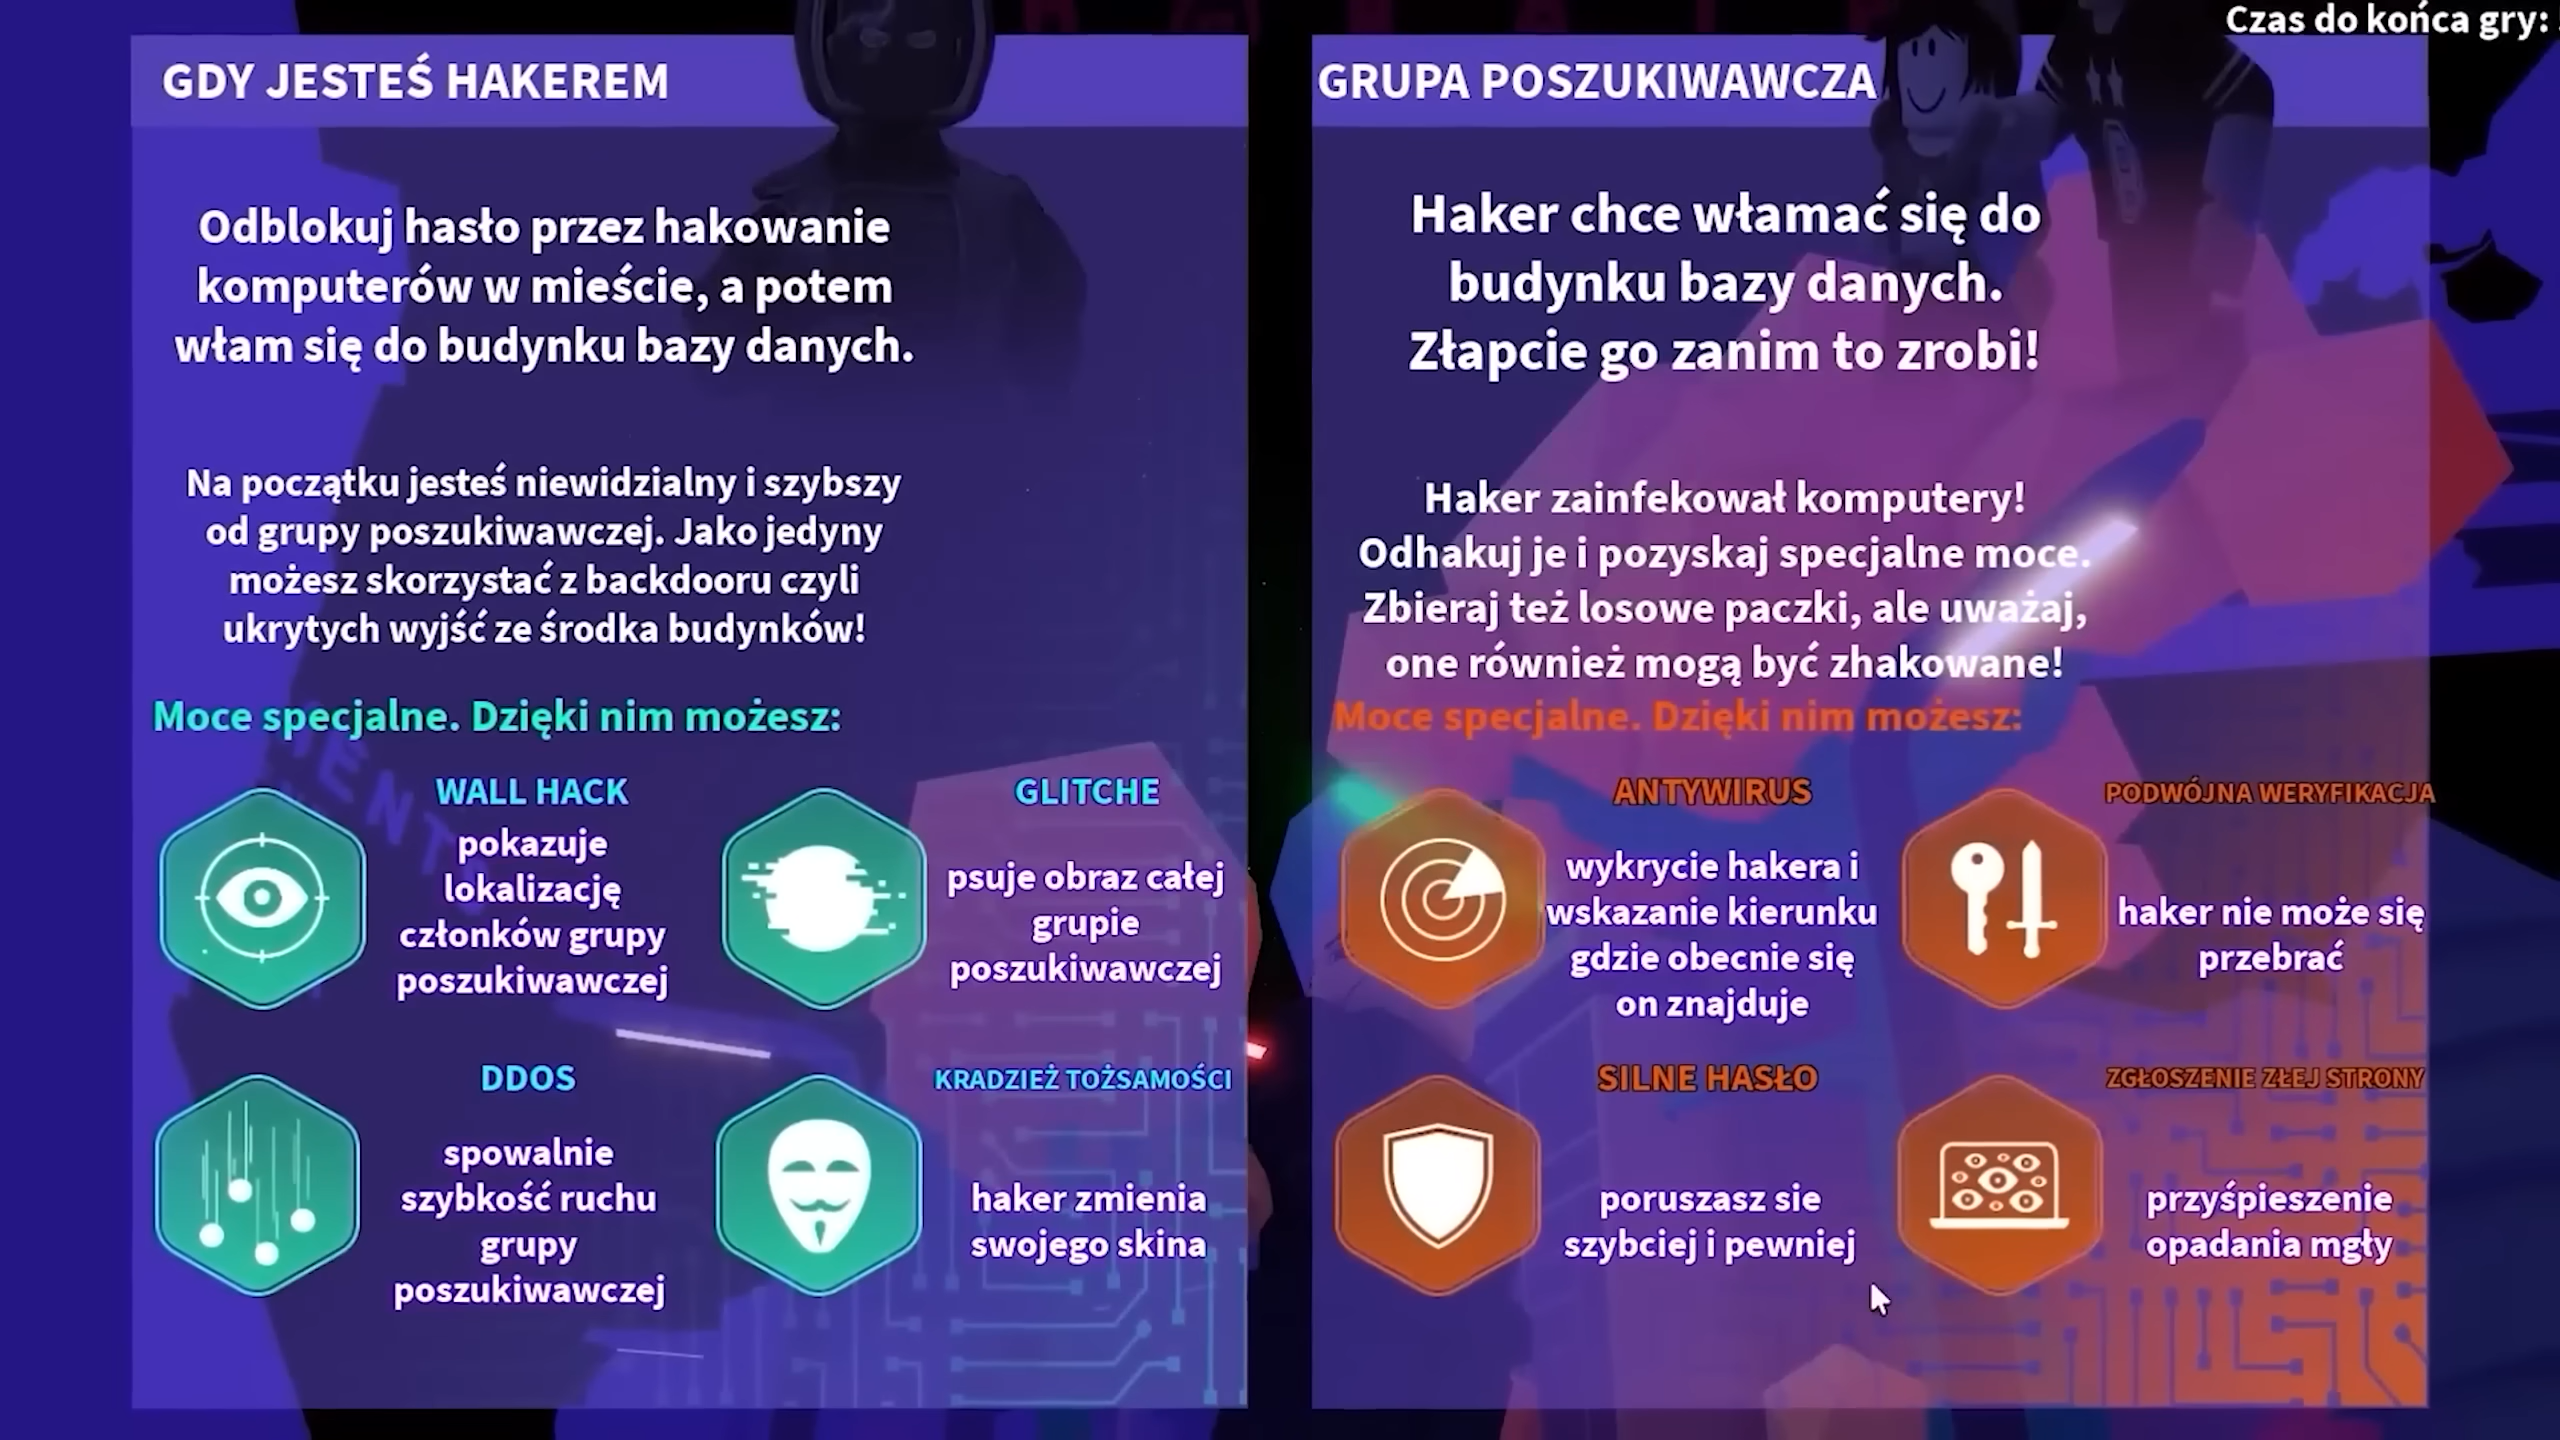 Czas do końca gry:
GDY JESTEŚ HAKEREM
Odblokuj hasło przez hakowanie
komputerów w mieście, a potem
włam się do budynku bazy danych.
Na początku jesteś niewidzialny i szybszy
od grupy poszukiwawczej. Jako jedyny
możesz skorzystać z backdooru czyli
ukrytych wyjść ze środka budynków!
Moce specjalne. Dzięki nim możesz:
WALL HACK
pokazuje
lokalizację
członków grupy
poszukiwawczej
GLITCHE
psuje obraz całej
grupie
poszukiwawczej
DDOS
spowalnie
szybkość ruchu
grupy
poszukiwawczej
KRADZIEŻ TOŻSAMOŚCI
haker zmienia
swojego skina
GRUPA POSZUKIWAWCZA
Haker chce włamać się do
budynku bazy danych.
Złapcie go zanim to zrobi!
Haker zainfekował komputery!
Odhakuj je i pozyskaj specjalne moce.
Zbieraj też losowe paczki, ale uważaj,
one również mogą być zhakowane!
Moce specjalne. Dzięki nim możesz:
ANTYWIRUS
wykrycie hakera i
wskazanie kierunku
gdzie obecnie się
on znajduje
PODWÓJNA WERYFIKACJA
haker nie może się
przebrać
SILNE HASŁO
poruszasz sie
szybciej i pewniej
ZGŁOSZENIE ZŁEJ STRONY
przyśpieszenie
opadania mgły